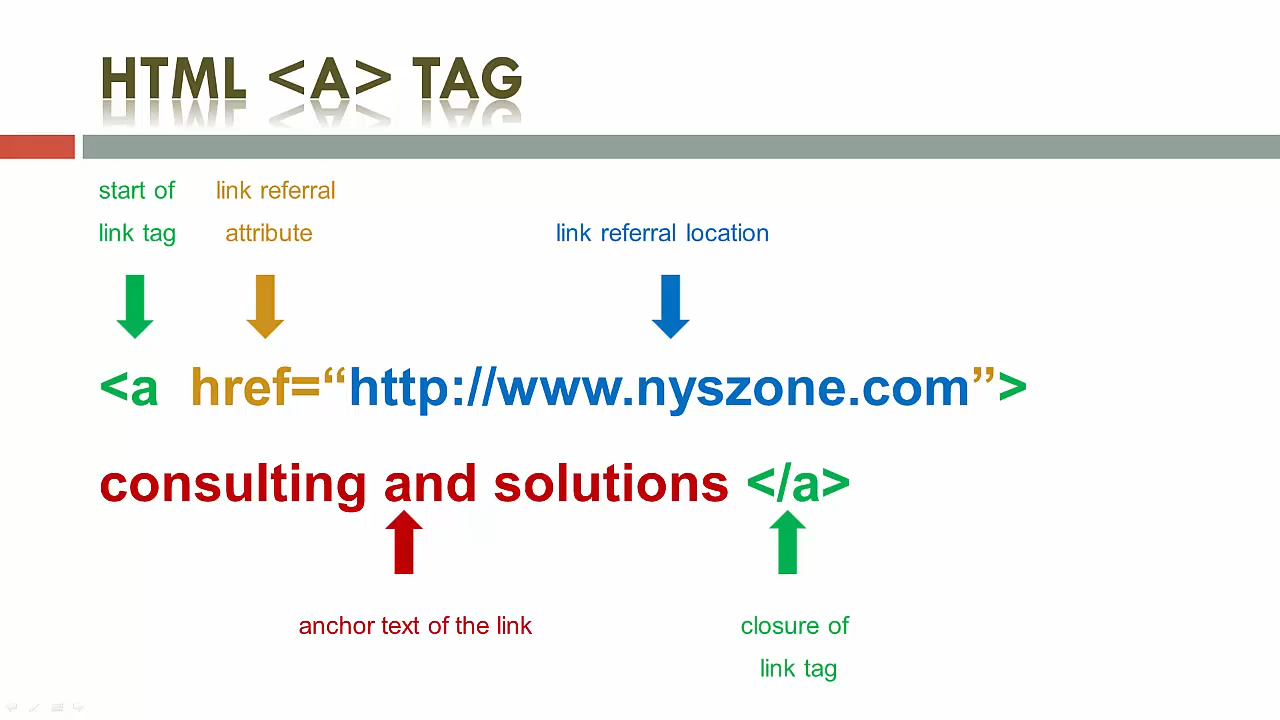 HTML <A> TAG
start of link referral
link tag attribute link referral location
<a href=“http://www.nyszone.com”>
consulting and solutions </a>
anchor text of the link closure of
link tag